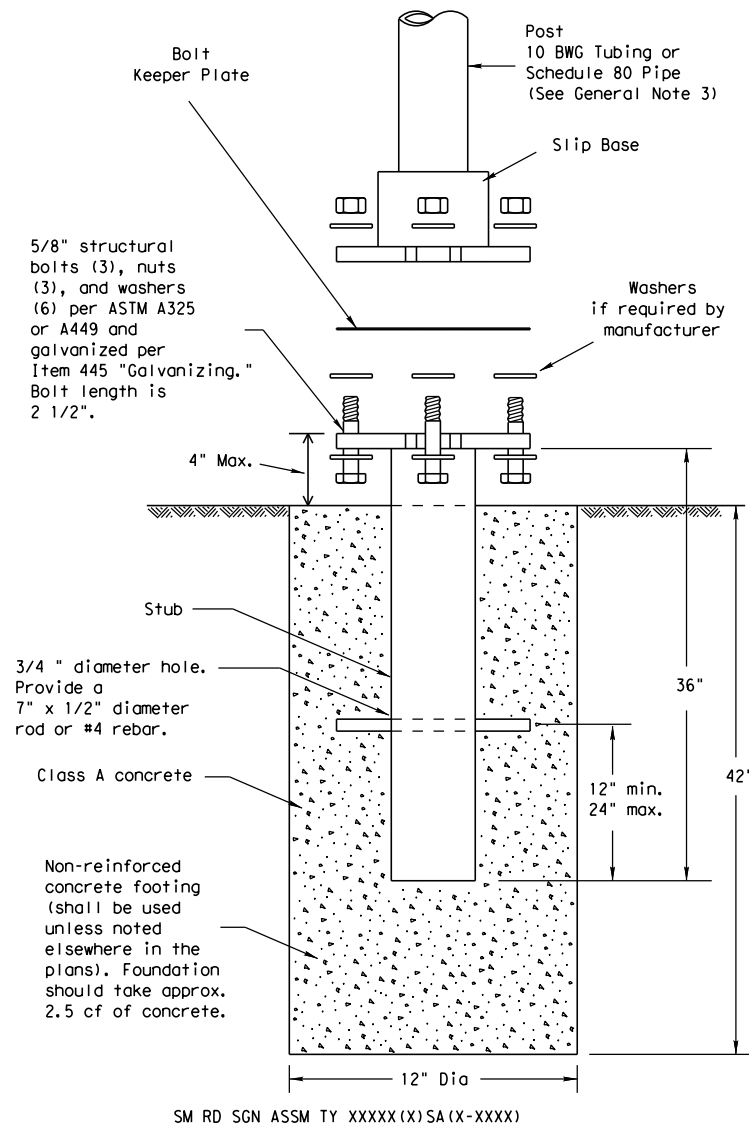 Bolt
Keeper Plate
Post
10 BWG Tubing or
Schedule 80 Pipe
(See General Note 3)
Slip Base
5/8" structural
bolts (3), nuts
(3), and washers
(6) per ASTM A325
or A449 and
galvanized per
Item 445 "Galvanizing."
Bolt length is
2 1/2".
Washers
if required by
manufacturer
4" Max.
Stub
3/4 " diameter hole.
Provide a
7" x 1/2" diameter
rod or #4 rebar.
36"
Class A concrete
12" min.
24" max.
42"
Non-reinforced
concrete footing
(shall be used
unless noted
elsewhere in the
plans). Foundation
should take approx.
2.5 cf of concrete.
12" Dia
SM RD SGN ASSM TY XXXXX(X)SA(X-XXXX)